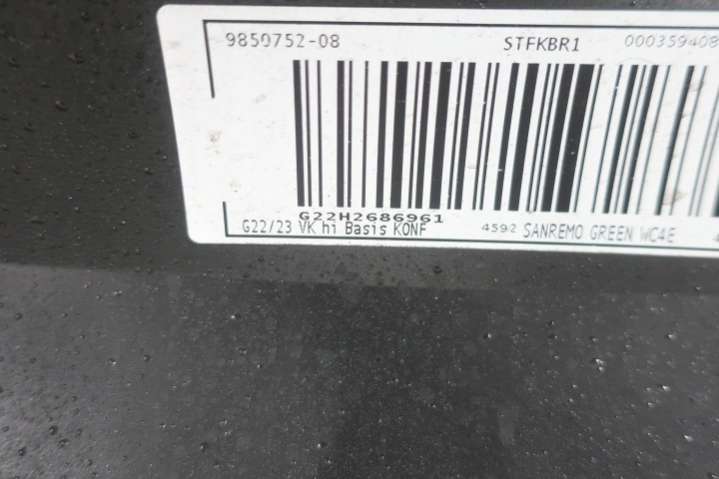 9850752-08 STFKBR1 000359408
G22H2686961
G22/23 VK hi Basis KONF 4592 SANREMO GREEN WC4E